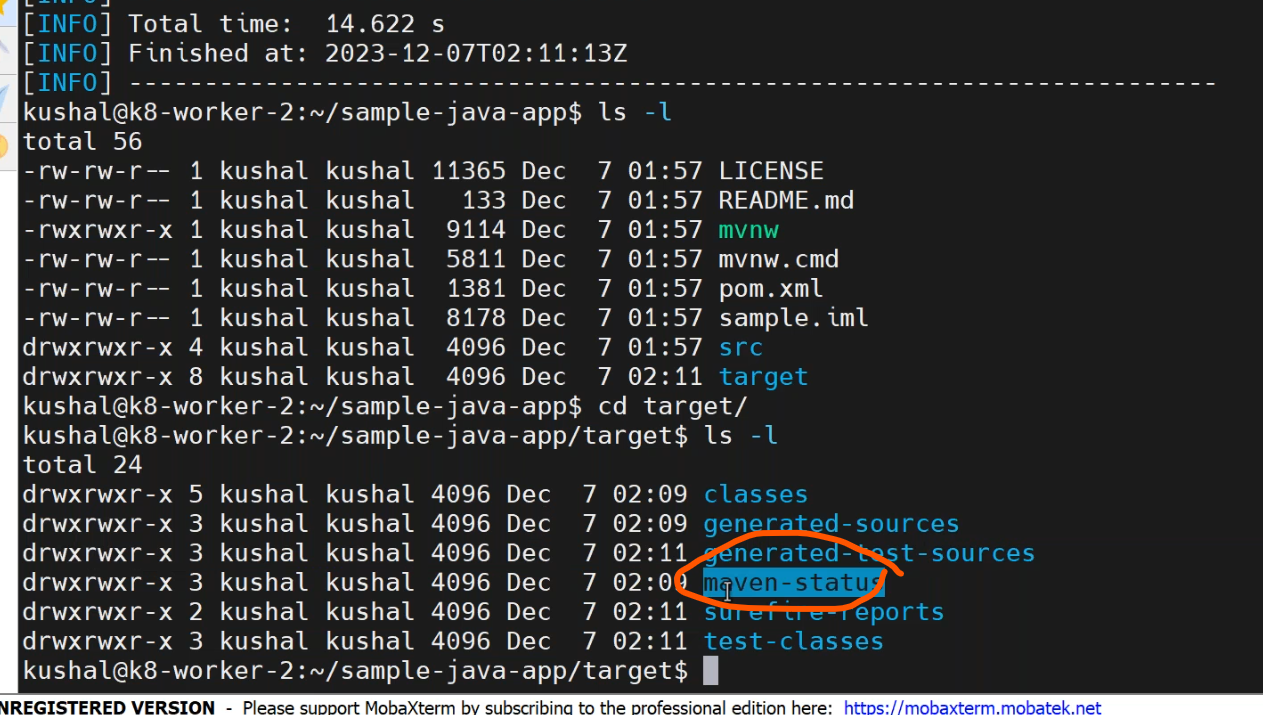 [INFO]
[INFO] Total time:  14.622 s
[INFO] Finished at: 2023-12-07T02:11:13Z
[INFO] ------------------------------------------------------------------------
kushal@k8-worker-2:~/sample-java-app$ ls -l
total 56
-rw-rw-r-- 1 kushal kushal 11365 Dec  7 01:57 LICENSE
-rw-rw-r-- 1 kushal kushal   133 Dec  7 01:57 README.md
-rwxrwxr-x 1 kushal kushal  9114 Dec  7 01:57 mvnw
-rw-rw-r-- 1 kushal kushal  5811 Dec  7 01:57 mvnw.cmd
-rw-rw-r-- 1 kushal kushal  1381 Dec  7 01:57 pom.xml
-rw-rw-r-- 1 kushal kushal  8178 Dec  7 01:57 sample.iml
drwxrwxr-x 4 kushal kushal  4096 Dec  7 01:57 src
drwxrwxr-x 8 kushal kushal  4096 Dec  7 02:11 target
kushal@k8-worker-2:~/sample-java-app$ cd target/
kushal@k8-worker-2:~/sample-java-app/target$ ls -l
total 24
drwxrwxr-x 5 kushal kushal 4096 Dec  7 02:09 classes
drwxrwxr-x 3 kushal kushal 4096 Dec  7 02:09 generated-sources
drwxrwxr-x 3 kushal kushal 4096 Dec  7 02:11 generated-test-sources
drwxrwxr-x 3 kushal kushal 4096 Dec  7 02:09 maven-status
drwxrwxr-x 2 kushal kushal 4096 Dec  7 02:11 surefire-reports
drwxrwxr-x 3 kushal kushal 4096 Dec  7 02:11 test-classes
kushal@k8-worker-2:~/sample-java-app/target$
NREGISTERED VERSION - Please support MobaXterm by subscribing to the professional edition here: https://mobaxterm.mobatek.net